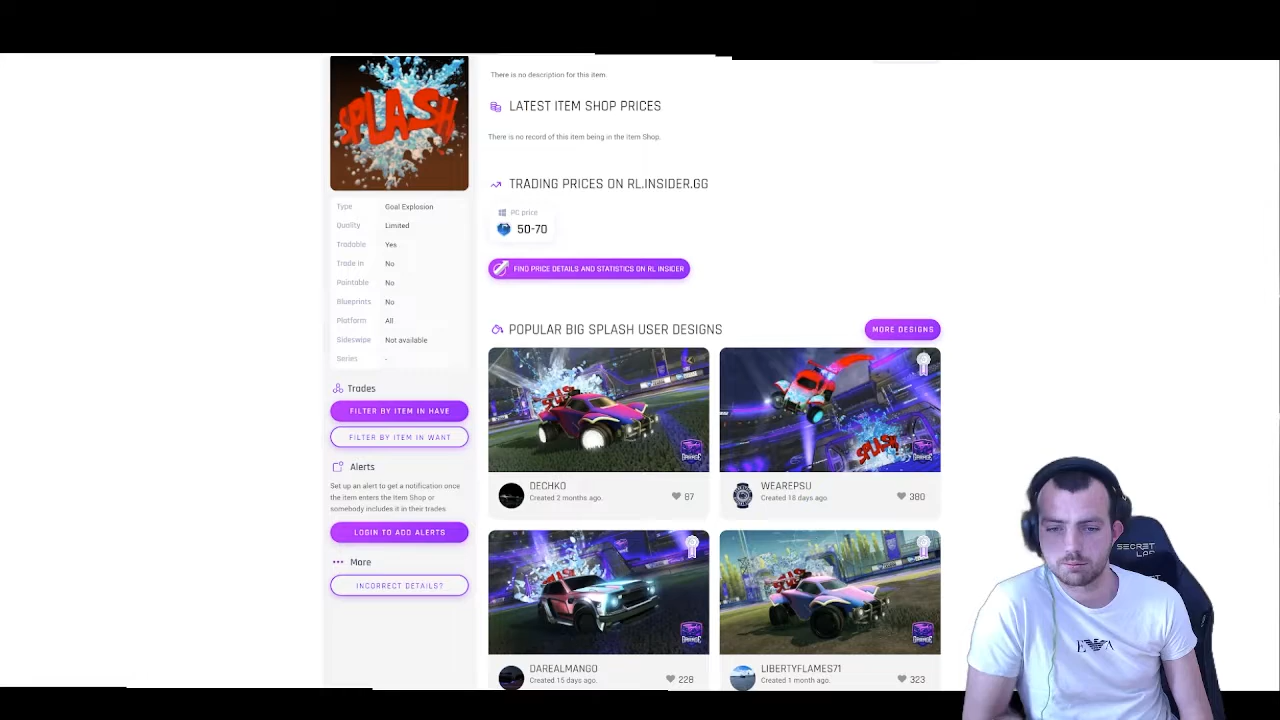 SPLASH
There is no description for this item.
LATEST ITEM SHOP PRICES
There is no record of this item being in the Item Shop.
TRADING PRICES ON RL.INSIDER.GG
PC price
50-70
FIND PRICE DETAILS AND STATISTICS ON RL INSIDER
Type Goal Explosion
Quality Limited
Tradable Yes
Trade in No
Paintable No
Blueprints No
Platform All
Sideswipe Not available
Series -
Trades
FILTER BY ITEM IN HAVE
FILTER BY ITEM IN WANT
Alerts
Set up an alert to get a notification once
the item enters the Item Shop or
somebody includes it in their trades.
LOGIN TO ADD ALERTS
More
INCORRECT DETAILS?
POPULAR BIG SPLASH USER DESIGNS
MORE DESIGNS
DECHKO
Created 2 months ago.
87
SPLASH
WEAREPSU
Created 18 days ago.
380
DAREALMANGO
Created 15 days ago.
228
LIBERTYFLAMES71
Created 1 month ago.
323
SECRET
LAB